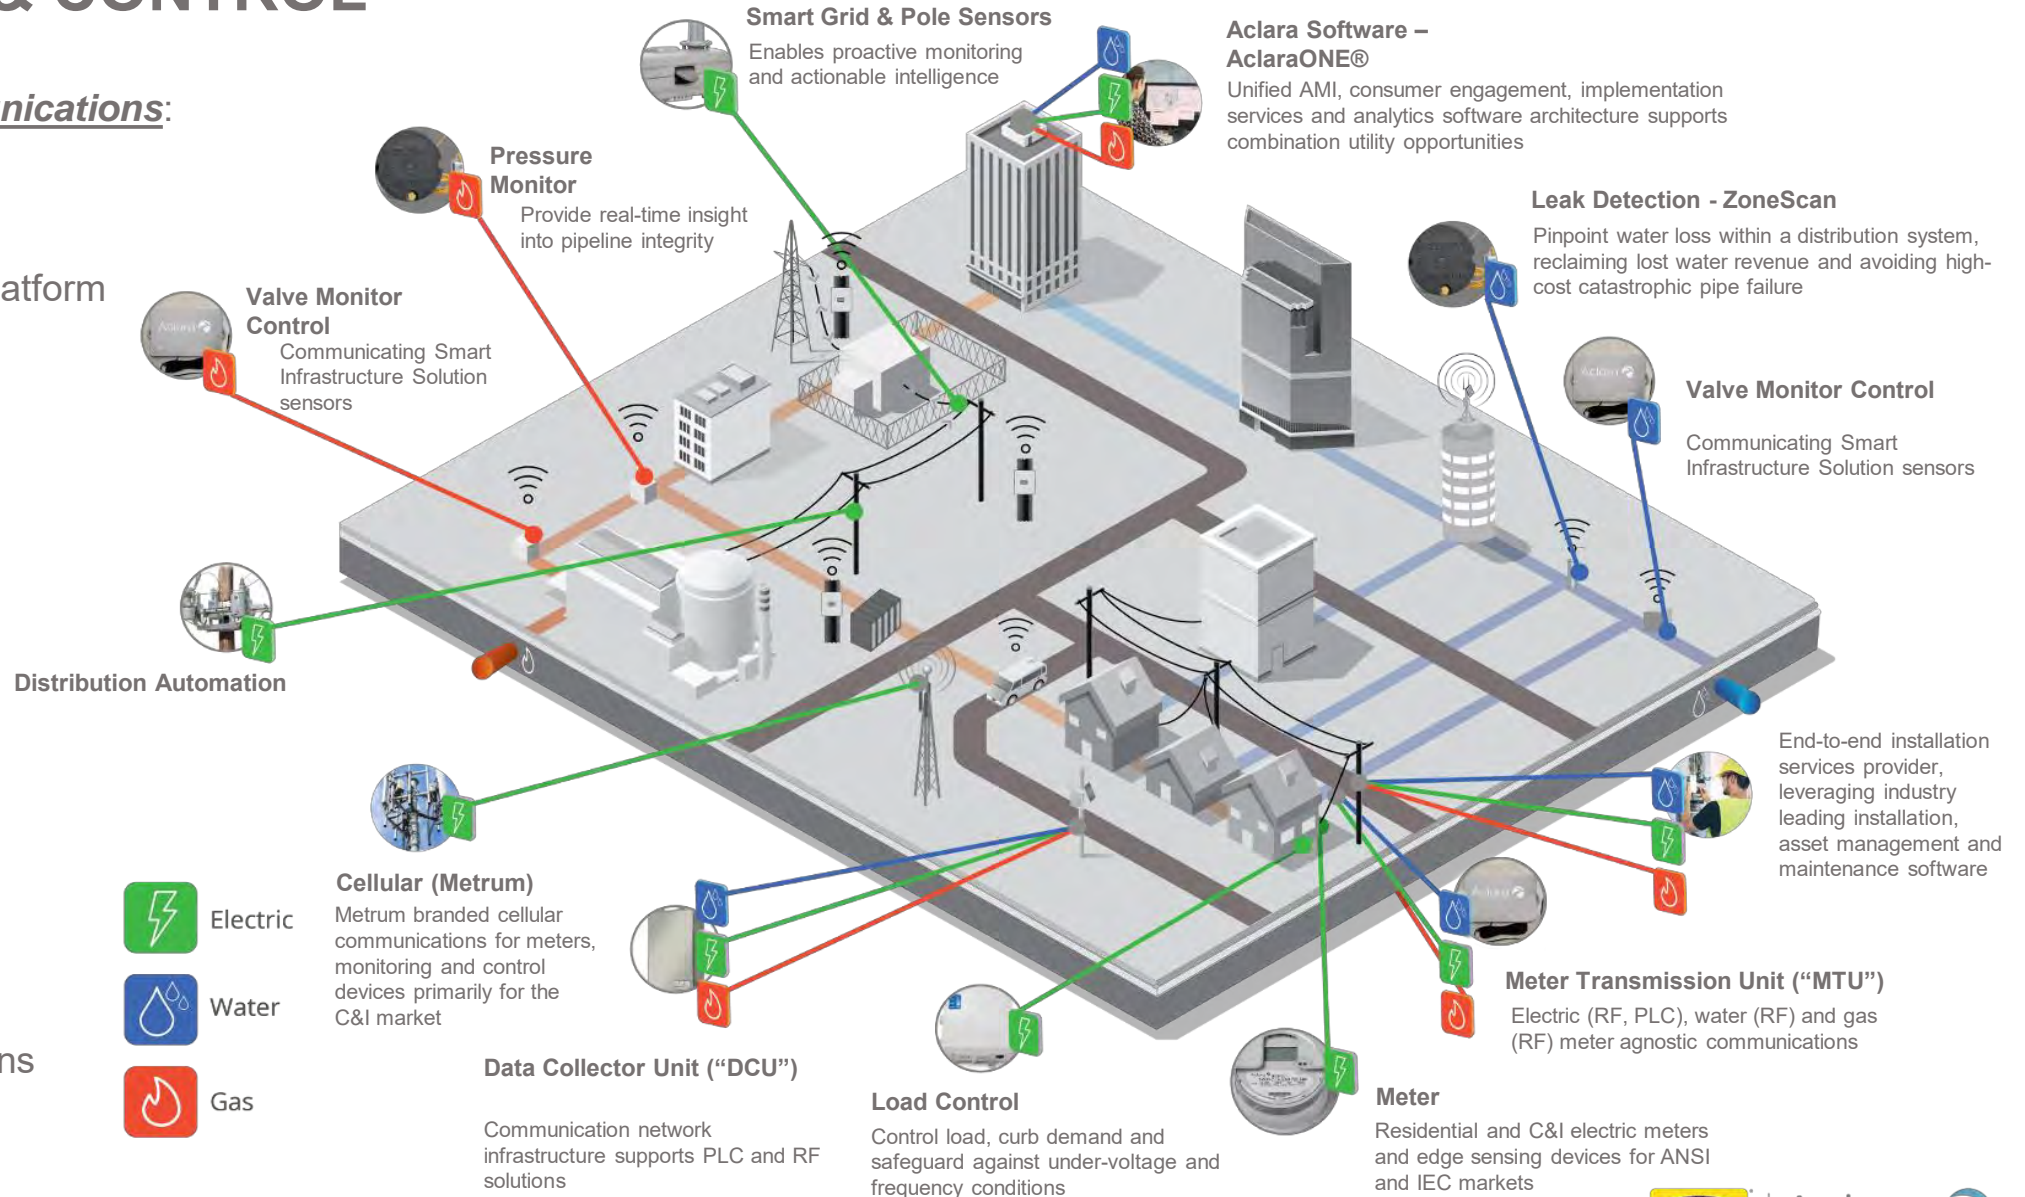 & CONTROL
nications:
atform
ns
Smart Grid & Pole Sensors
Enables proactive monitoring
and actionable intelligence
Aclara Software –
AclaraONE®
Unified AMI, consumer engagement, implementation
services and analytics software architecture supports
combination utility opportunities
Pressure
Monitor
Provide real-time insight
into pipeline integrity
Leak Detection - ZoneScan
Pinpoint water loss within a distribution system,
reclaiming lost water revenue and avoiding high-
cost catastrophic pipe failure
Valve Monitor
Control
Communicating Smart
Infrastructure Solution
sensors
Aclara
Valve Monitor Control
Communicating Smart
Infrastructure Solution sensors
Aclara
Distribution Automation
End-to-end installation
services provider,
leveraging industry
leading installation,
asset management and
maintenance software
Cellular (Metrum)
Metrum branded cellular
communications for meters,
monitoring and control
devices primarily for the
C&I market
Electric
Water
Gas
Data Collector Unit (“DCU”)
Communication network
infrastructure supports PLC and RF
solutions
Load Control
Control load, curb demand and
safeguard against under-voltage and
frequency conditions
Aclara
Meter Transmission Unit (“MTU”)
Electric (RF, PLC), water (RF) and gas
(RF) meter agnostic communications
Meter
Residential and C&I electric meters
and edge sensing devices for ANSI
and IEC markets